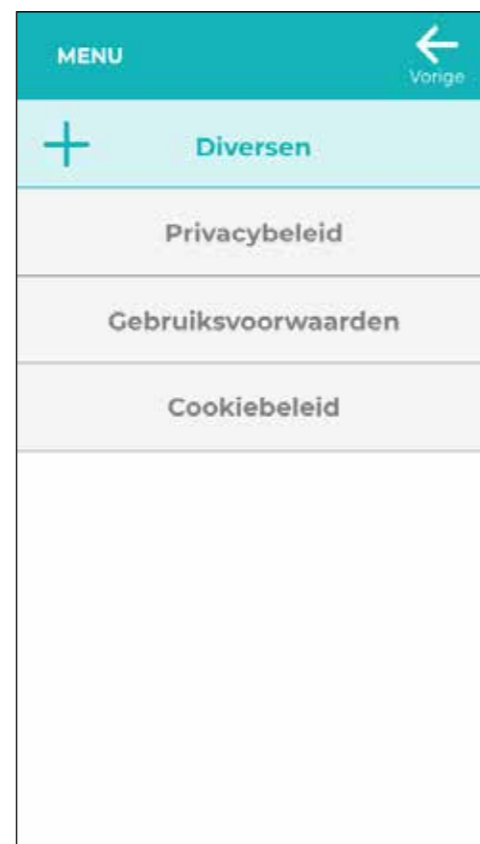 MENU
Vorige
Diversen
Privacybeleid
Gebruiksvoorwaarden
Cookiebeleid